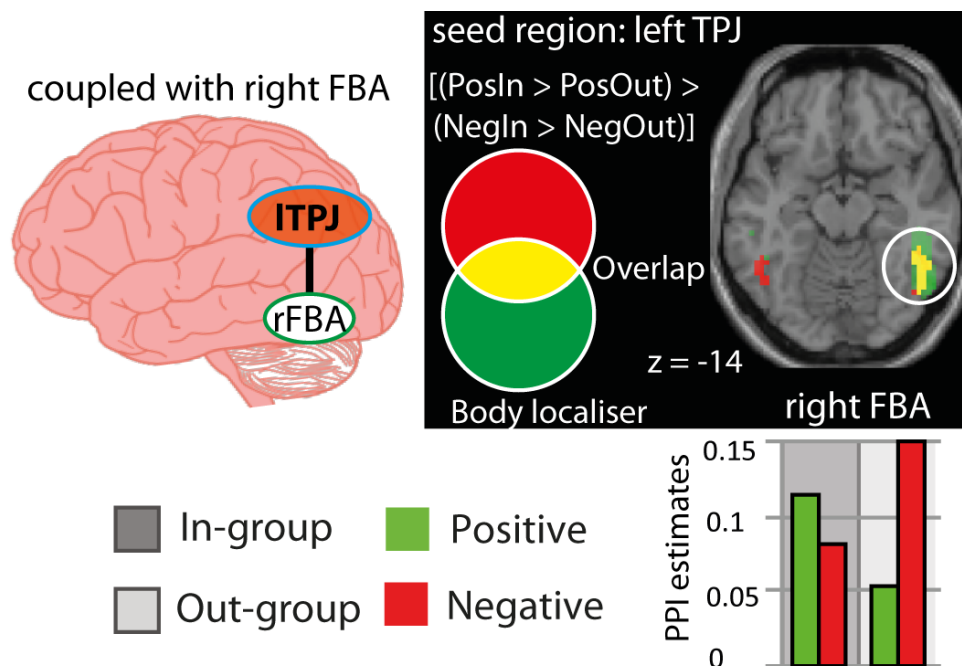 coupled with right FBA
lTPJ
rFBA
seed region: left TPJ
[(PosIn > PosOut) >
(NegIn > NegOut)]
Overlap
Body localiser
z = -14
right FBA
In-group
Out-group
Positive
Negative
PPI estimates
0.15
0.1
0.05
0